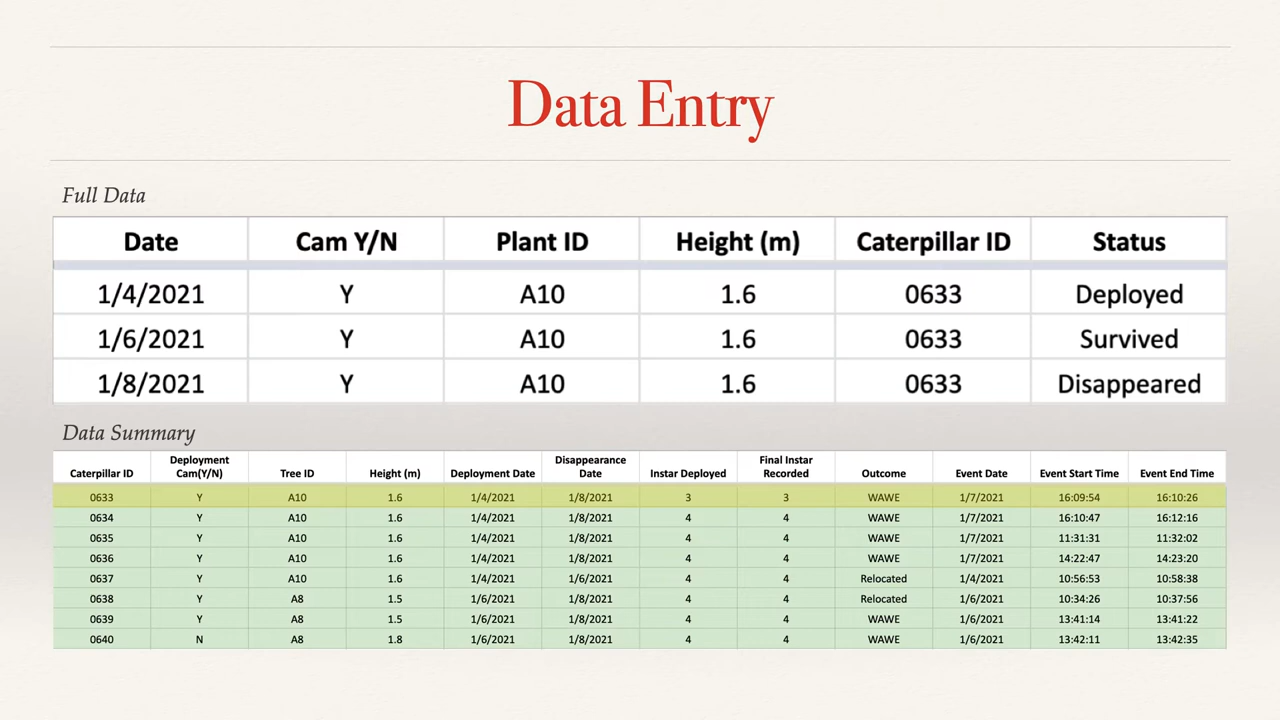 Data Entry
Full Data
Date Cam Y/N Plant ID Height (m) Caterpillar ID Status
1/4/2021 Y A10 1.6 0633 Deployed
1/6/2021 Y A10 1.6 0633 Survived
1/8/2021 Y A10 1.6 0633 Disappeared
Data Summary
Caterpillar ID Deployment Cam(Y/N) Tree ID Height (m) Deployment Date Disappearance Date Instar Deployed Final Instar Recorded Outcome Event Date Event Start Time Event End Time
0633 Y A10 1.6 1/4/2021 1/8/2021 3 3 WAWE 1/7/2021 16:09:54 16:10:26
0634 Y A10 1.6 1/4/2021 1/8/2021 4 4 WAWE 1/7/2021 16:10:47 16:12:16
0635 Y A10 1.6 1/4/2021 1/8/2021 4 4 WAWE 1/7/2021 11:31:31 11:32:02
0636 Y A10 1.6 1/4/2021 1/8/2021 4 4 WAWE 1/7/2021 14:22:47 14:23:20
0637 Y A10 1.6 1/4/2021 1/6/2021 4 4 Relocated 1/4/2021 10:56:53 10:58:38
0638 Y A8 1.5 1/6/2021 1/8/2021 4 4 Relocated 1/6/2021 10:34:26 10:37:56
0639 Y A8 1.5 1/6/2021 1/8/2021 4 4 WAWE 1/6/2021 13:41:14 13:41:22
0640 N A8 1.8 1/6/2021 1/8/2021 4 4 WAWE 1/6/2021 13:42:11 13:42:35